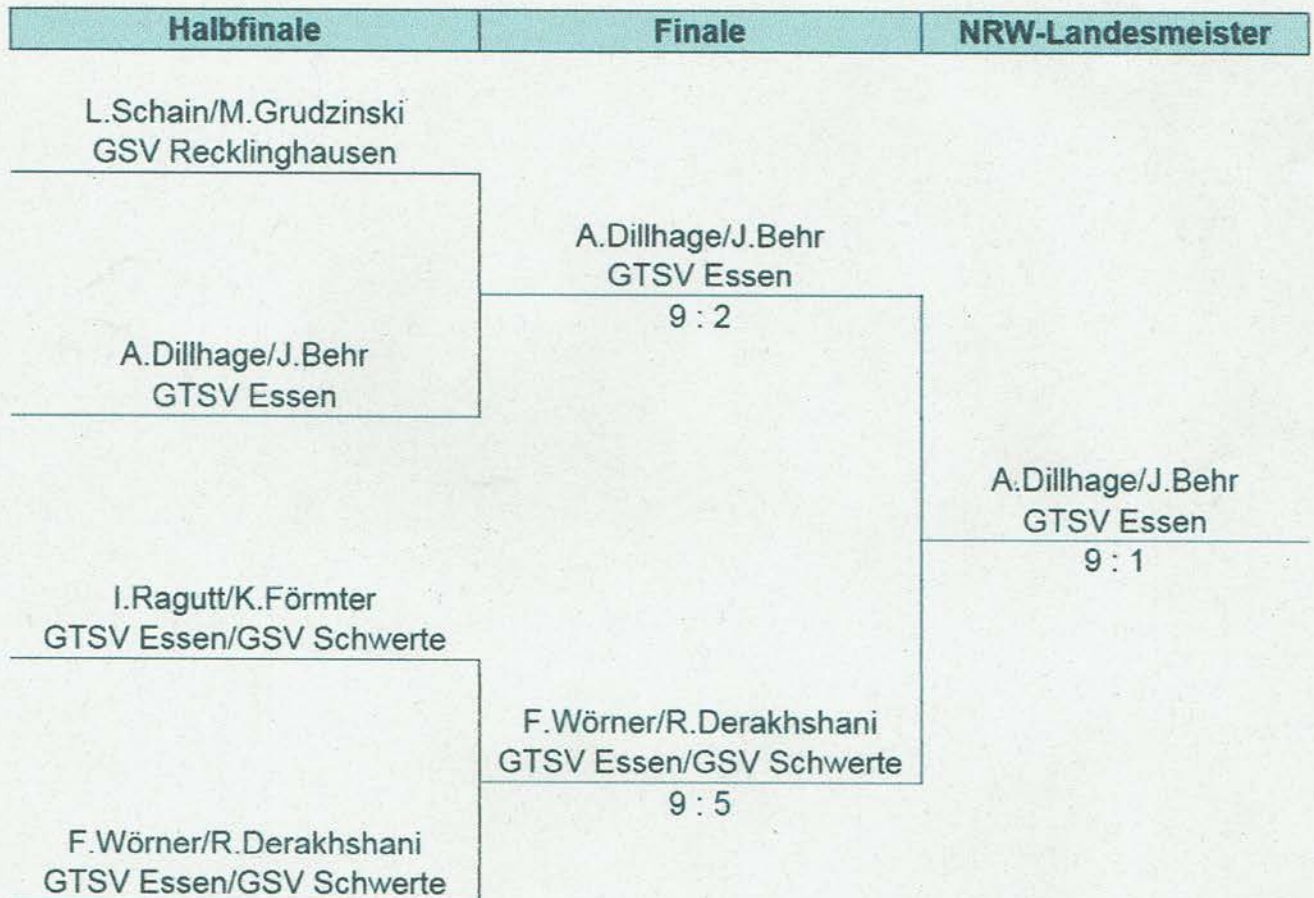 Halbfinale Finale NRW-Landesmeister
L.Schain/M.Grudzinski
GSV Recklinghausen
A.Dillhage/J.Behr
GTSV Essen
9 : 2
A.Dillhage/J.Behr
GTSV Essen
A.Dillhage/J.Behr
GTSV Essen
9 : 1
I.Ragutt/K.Förmter
GTSV Essen/GSV Schwerte
F.Wörner/R.Derakhshani
GTSV Essen/GSV Schwerte
9 : 5
F.Wörner/R.Derakhshani
GTSV Essen/GSV Schwerte